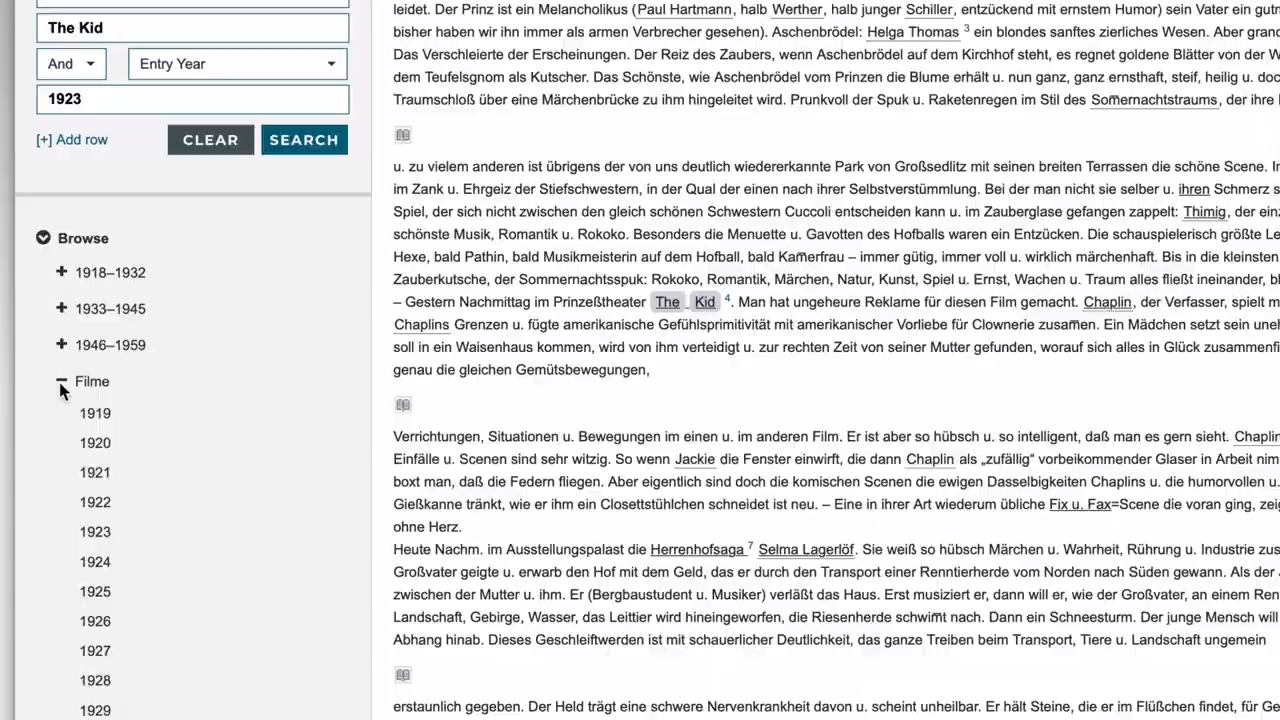 The Kid
And
Entry Year
1923
[+] Add row
CLEAR
SEARCH
Browse
1918–1932
1933–1945
1946–1959
Filme
1919
1920
1921
1922
1923
1924
1925
1926
1927
1928
1929
leidet. Der Prinz ist ein Melancholikus (Paul Hartmann, halb Werther, halb junger Schiller, entzückend mit ernstem Humor) sein Vater ein gutm
bisher haben wir ihn immer als armen Verbrecher gesehen). Aschenbrödel: Helga Thomas 3 ein blondes sanftes zierliches Wesen. Aber grand
Das Verschleierte der Erscheinungen. Der Reiz des Zaubers, wenn Aschenbrödel auf dem Kirchhof steht, es regnet goldene Blätter von der W
dem Teufelsgnom als Kutscher. Das Schönste, wie Aschenbrödel vom Prinzen die Blume erhält u. nun ganz, ganz ernsthaft, steif, heilig u. doc
Traumschloß über eine Märchenbrücke zu ihm hingeleitet wird. Prunkvoll der Spuk u. Raketenregen im Stil des Som̅ernachtstraums, der ihre
u. zu vielem anderen ist übrigens der von uns deutlich wiedererkannte Park von Großsedlitz mit seinen breiten Terrassen die schöne Scene. I
im Zank u. Ehrgeiz der Stiefschwestern, in der Qual der einen nach ihrer Selbstverstümmlung. Bei der man nicht sie selber u. ihren Schmerz s
Spiel, der sich nicht zwischen den gleich schönen Schwestern Cuccoli entscheiden kann u. im Zauberglase gefangen zappelt: Thimig, der ein
schönste Musik, Romantik u. Rokoko. Besonders die Menuette u. Gavotten des Hofballs waren ein Entzücken. Die schauspielerisch größte Le
Hexe, bald Pathin, bald Musikmeisterin auf dem Hofball, bald Kam̅erfrau – immer gütig, immer voll u. wirklich märchenhaft. Bis in die kleinsten
Zauberkutsche, der Sommernachtsspuk: Rokoko, Romantik, Märchen, Natur, Kunst, Spiel u. Ernst, Wachen u. Traum alles fließt ineinander, bl
– Gestern Nachmittag im Prinzeßtheater The Kid 4. Man hat ungeheure Reklame für diesen Film gemacht. Chaplin, der Verfasser, spielt m
Chaplins Grenzen u. fügte amerikanische Gefühlsprimitivität mit amerikanischer Vorliebe für Clownerie zusam̅en. Ein Mädchen setzt sein unel
soll in ein Waisenhaus kommen, wird von ihm verteidigt u. zur rechten Zeit von seiner Mutter gefunden, worauf sich alles in Glück zusammenfi
genau die gleichen Gemütsbewegungen,
Verrichtungen, Situationen u. Bewegungen im einen u. im anderen Film. Er ist aber so hübsch u. so intelligent, daß man es gern sieht. Chaplin
Einfälle u. Scenen sind sehr witzig. So wenn Jackie die Fenster einwirft, die dann Chaplin als „zufällig“ vorbeikommender Glaser in Arbeit nim
boxt man, daß die Federn fliegen. Aber eigentlich sind doch die komischen Scenen die ewigen Dasselbigkeiten Chaplins u. die humorvollen u.
Gießkanne tränkt, wie er ihm ein Closettstühlchen schneidet ist neu. – Eine in ihrer Art wiederum übliche Fix u. Fax=Scene die voran ging, zeig
ohne Herz.
Heute Nachm. im Ausstellungspalast die Herrenhofsaga 7 Selma Lagerlöf. Sie weiß so hübsch Märchen u. Wahrheit, Rührung u. Industrie zus
Großvater geigte u. erwarb den Hof mit dem Geld, das er durch den Transport einer Renntierherde vom Norden nach Süden gewann. Als der
zwischen der Mutter u. ihm. Er (Bergbaustudent u. Musiker) verläßt das Haus. Erst musiziert er, dann will er, wie der Großvater, an einem Ren
Landschaft, Gebirge, Wasser, das Leittier wird hineingeworfen, die Riesenherde schwim̅t nach. Dann ein Schneesturm. Der junge Mensch will
Abhang hinab. Dieses Geschleiftwerden ist mit schauerlicher Deutlichkeit, das ganze Treiben beim Transport, Tiere u. Landschaft ungemein
erstaunlich gegeben. Der Held trägt eine schwere Nervenkrankheit davon u. scheint unheilbar. Er hält Steine, die er im Flüßchen findet, für Ge